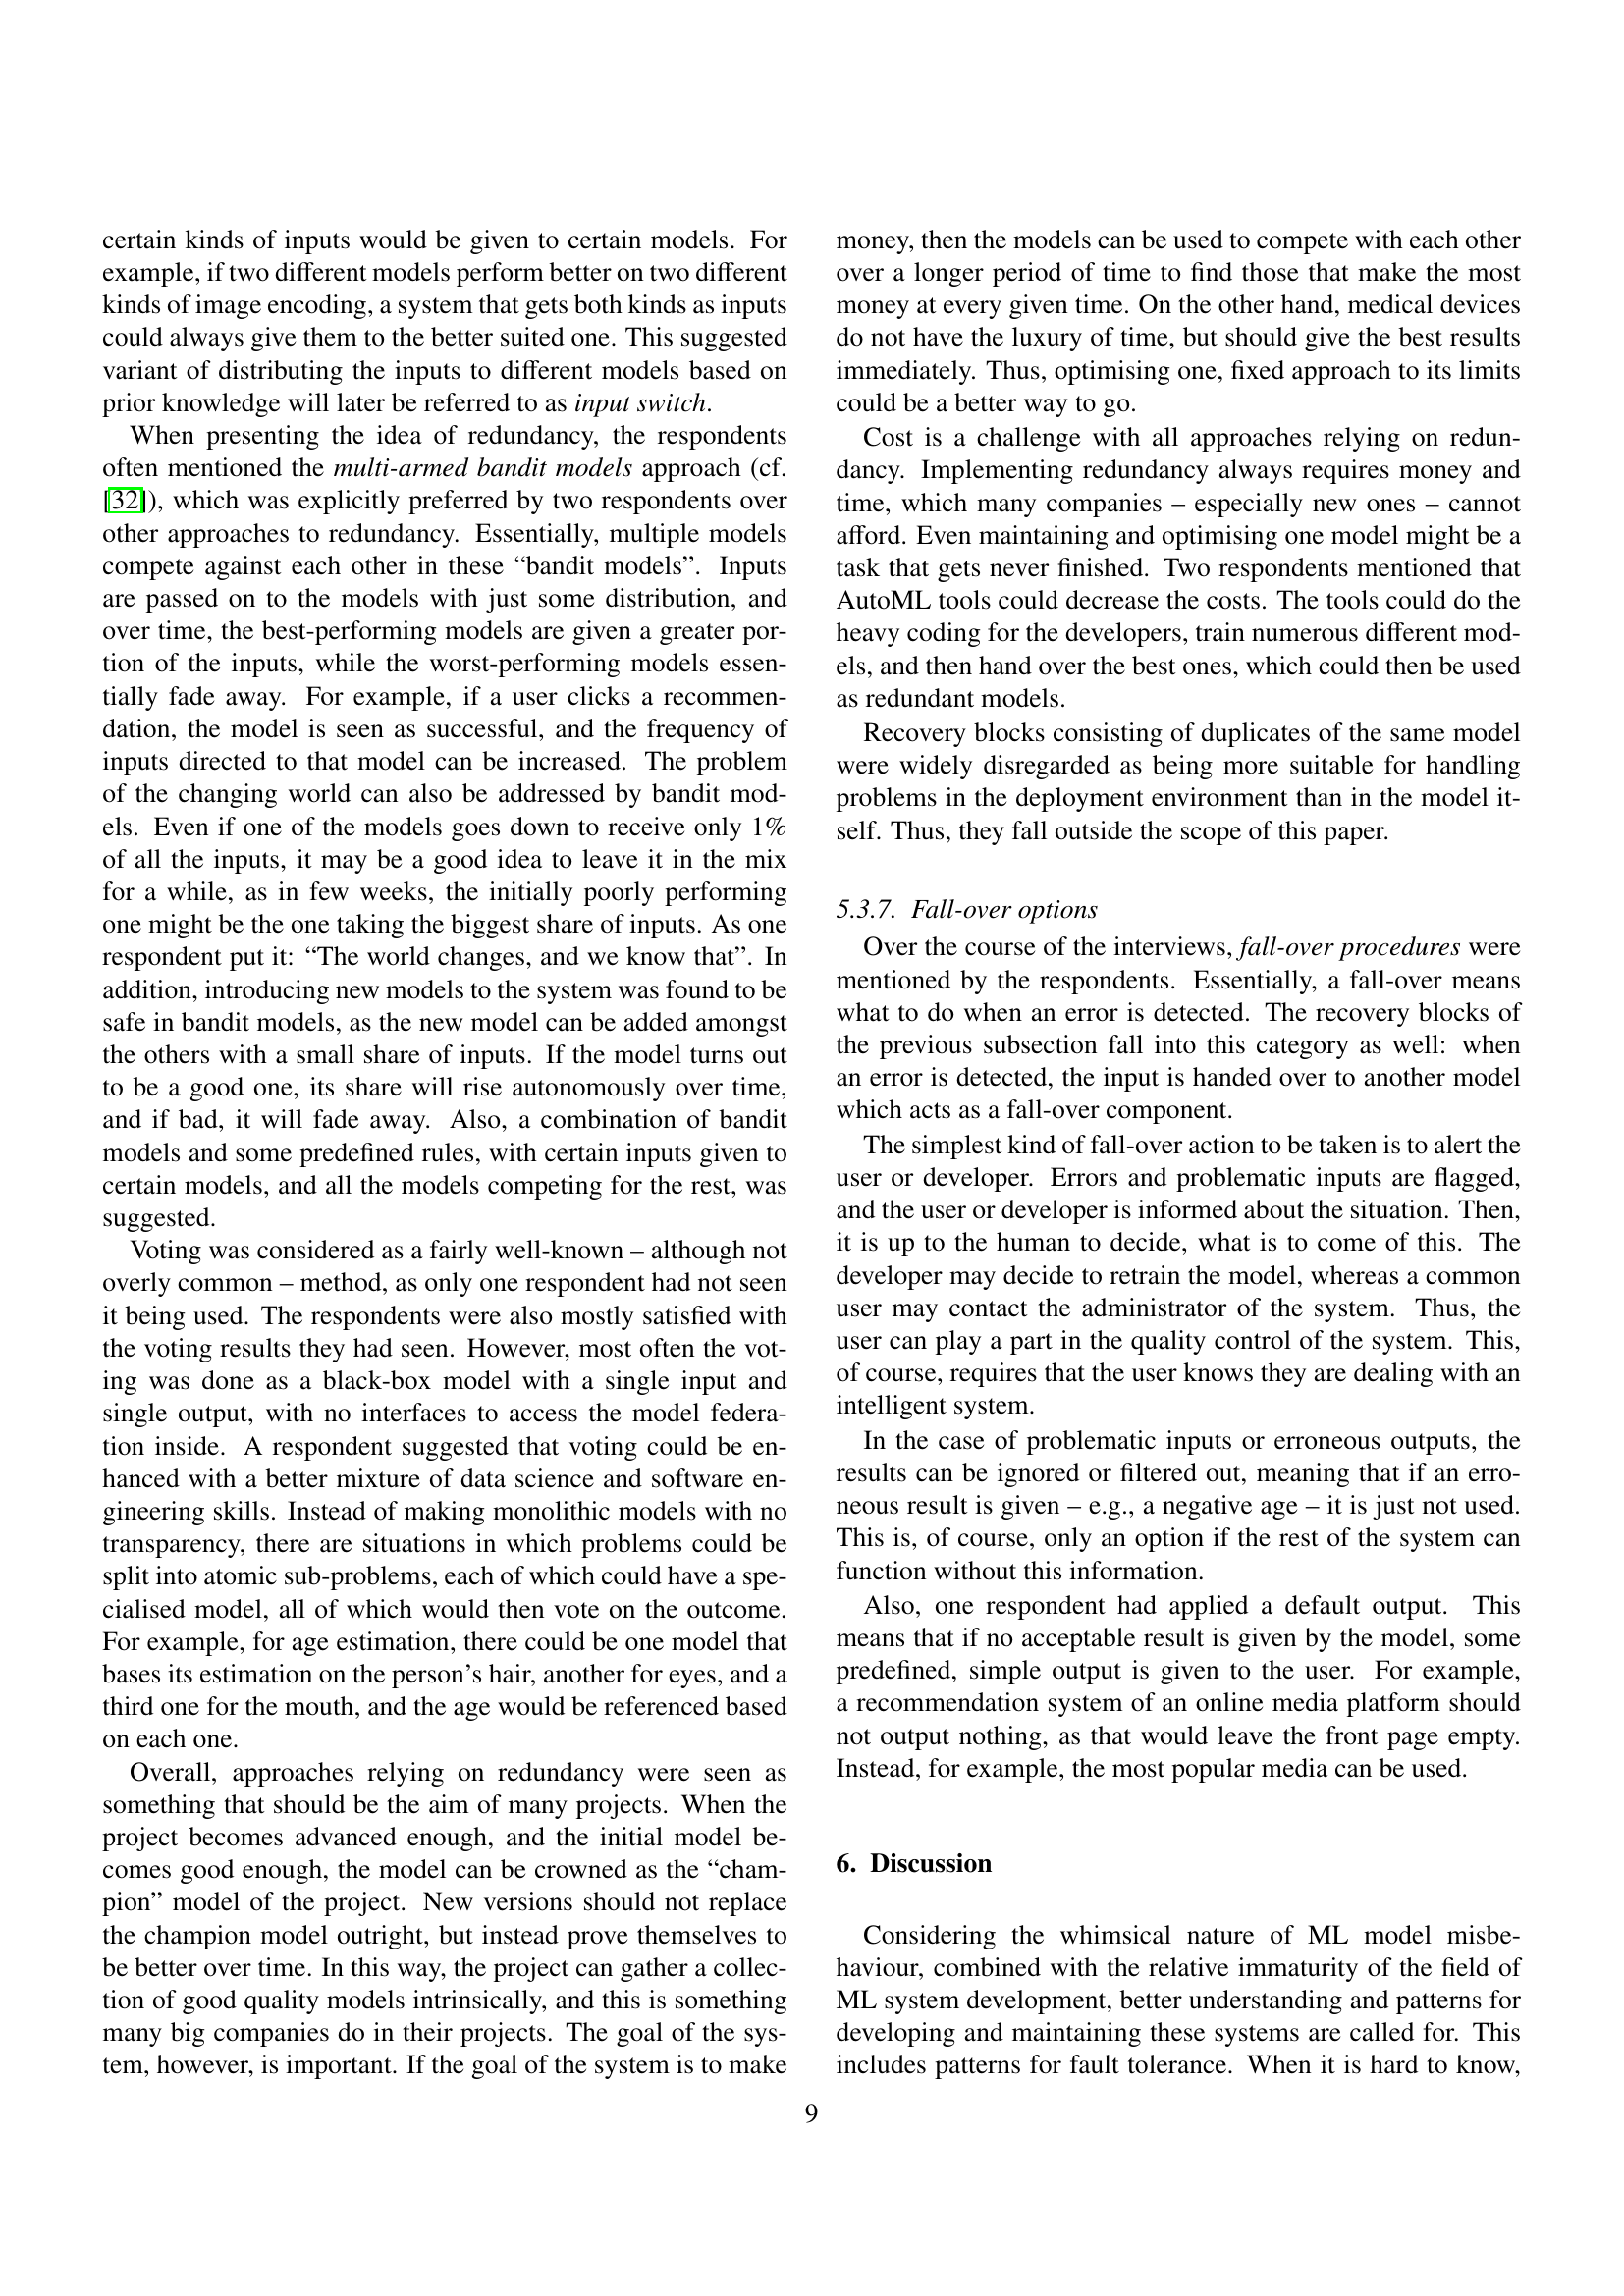 certain kinds of inputs would be given to certain models. For
example, if two different models perform better on two different
kinds of image encoding, a system that gets both kinds as inputs
could always give them to the better suited one. This suggested
variant of distributing the inputs to different models based on
prior knowledge will later be referred to as input switch.
When presenting the idea of redundancy, the respondents
often mentioned the multi-armed bandit models approach (cf.
[32]), which was explicitly preferred by two respondents over
other approaches to redundancy. Essentially, multiple models
compete against each other in these “bandit models”. Inputs
are passed on to the models with just some distribution, and
over time, the best-performing models are given a greater por-
tion of the inputs, while the worst-performing models essen-
tially fade away. For example, if a user clicks a recommen-
dation, the model is seen as successful, and the frequency of
inputs directed to that model can be increased. The problem
of the changing world can also be addressed by bandit mod-
els. Even if one of the models goes down to receive only 1%
of all the inputs, it may be a good idea to leave it in the mix
for a while, as in few weeks, the initially poorly performing
one might be the one taking the biggest share of inputs. As one
respondent put it: “The world changes, and we know that”. In
addition, introducing new models to the system was found to be
safe in bandit models, as the new model can be added amongst
the others with a small share of inputs. If the model turns out
to be a good one, its share will rise autonomously over time,
and if bad, it will fade away. Also, a combination of bandit
models and some predefined rules, with certain inputs given to
certain models, and all the models competing for the rest, was
suggested.
Voting was considered as a fairly well-known – although not
overly common – method, as only one respondent had not seen
it being used. The respondents were also mostly satisfied with
the voting results they had seen. However, most often the vot-
ing was done as a black-box model with a single input and
single output, with no interfaces to access the model federa-
tion inside. A respondent suggested that voting could be en-
hanced with a better mixture of data science and software en-
gineering skills. Instead of making monolithic models with no
transparency, there are situations in which problems could be
split into atomic sub-problems, each of which could have a spe-
cialised model, all of which would then vote on the outcome.
For example, for age estimation, there could be one model that
bases its estimation on the person’s hair, another for eyes, and a
third one for the mouth, and the age would be referenced based
on each one.
Overall, approaches relying on redundancy were seen as
something that should be the aim of many projects. When the
project becomes advanced enough, and the initial model be-
comes good enough, the model can be crowned as the “cham-
pion” model of the project. New versions should not replace
the champion model outright, but instead prove themselves to
be better over time. In this way, the project can gather a collec-
tion of good quality models intrinsically, and this is something
many big companies do in their projects. The goal of the sys-
tem, however, is important. If the goal of the system is to make
money, then the models can be used to compete with each other
over a longer period of time to find those that make the most
money at every given time. On the other hand, medical devices
do not have the luxury of time, but should give the best results
immediately. Thus, optimising one, fixed approach to its limits
could be a better way to go.
Cost is a challenge with all approaches relying on redun-
dancy. Implementing redundancy always requires money and
time, which many companies – especially new ones – cannot
afford. Even maintaining and optimising one model might be a
task that gets never finished. Two respondents mentioned that
AutoML tools could decrease the costs. The tools could do the
heavy coding for the developers, train numerous different mod-
els, and then hand over the best ones, which could then be used
as redundant models.
Recovery blocks consisting of duplicates of the same model
were widely disregarded as being more suitable for handling
problems in the deployment environment than in the model it-
self. Thus, they fall outside the scope of this paper.
5.3.7. Fall-over options
Over the course of the interviews, fall-over procedures were
mentioned by the respondents. Essentially, a fall-over means
what to do when an error is detected. The recovery blocks of
the previous subsection fall into this category as well: when
an error is detected, the input is handed over to another model
which acts as a fall-over component.
The simplest kind of fall-over action to be taken is to alert the
user or developer. Errors and problematic inputs are flagged,
and the user or developer is informed about the situation. Then,
it is up to the human to decide, what is to come of this. The
developer may decide to retrain the model, whereas a common
user may contact the administrator of the system. Thus, the
user can play a part in the quality control of the system. This,
of course, requires that the user knows they are dealing with an
intelligent system.
In the case of problematic inputs or erroneous outputs, the
results can be ignored or filtered out, meaning that if an erro-
neous result is given – e.g., a negative age – it is just not used.
This is, of course, only an option if the rest of the system can
function without this information.
Also, one respondent had applied a default output. This
means that if no acceptable result is given by the model, some
predefined, simple output is given to the user. For example,
a recommendation system of an online media platform should
not output nothing, as that would leave the front page empty.
Instead, for example, the most popular media can be used.
6. Discussion
Considering the whimsical nature of ML model misbe-
haviour, combined with the relative immaturity of the field of
ML system development, better understanding and patterns for
developing and maintaining these systems are called for. This
includes patterns for fault tolerance. When it is hard to know,
9